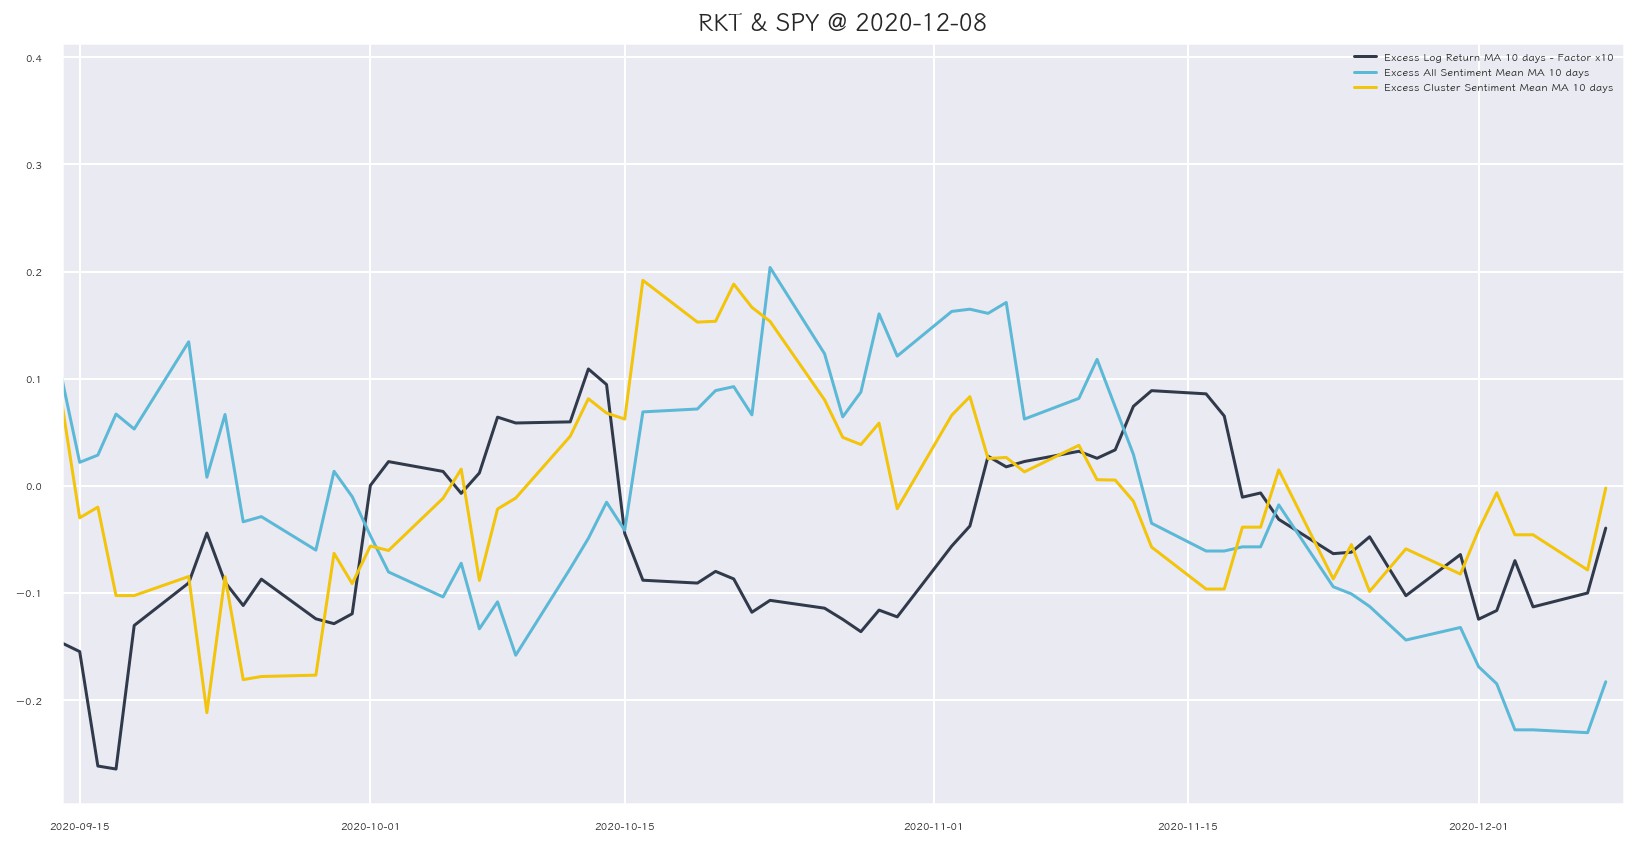 RKT & SPY @ 2020-12-08
Excess Log Return MA 10 days - Factor x10
Excess All Sentiment Mean MA 10 days
Excess Cluster Sentiment Mean MA 10 days
0.4
0.3
0.2
0.1
0.0
−0.1
−0.2
2020-09-15 2020-10-01 2020-10-15 2020-11-01 2020-11-15 2020-12-01